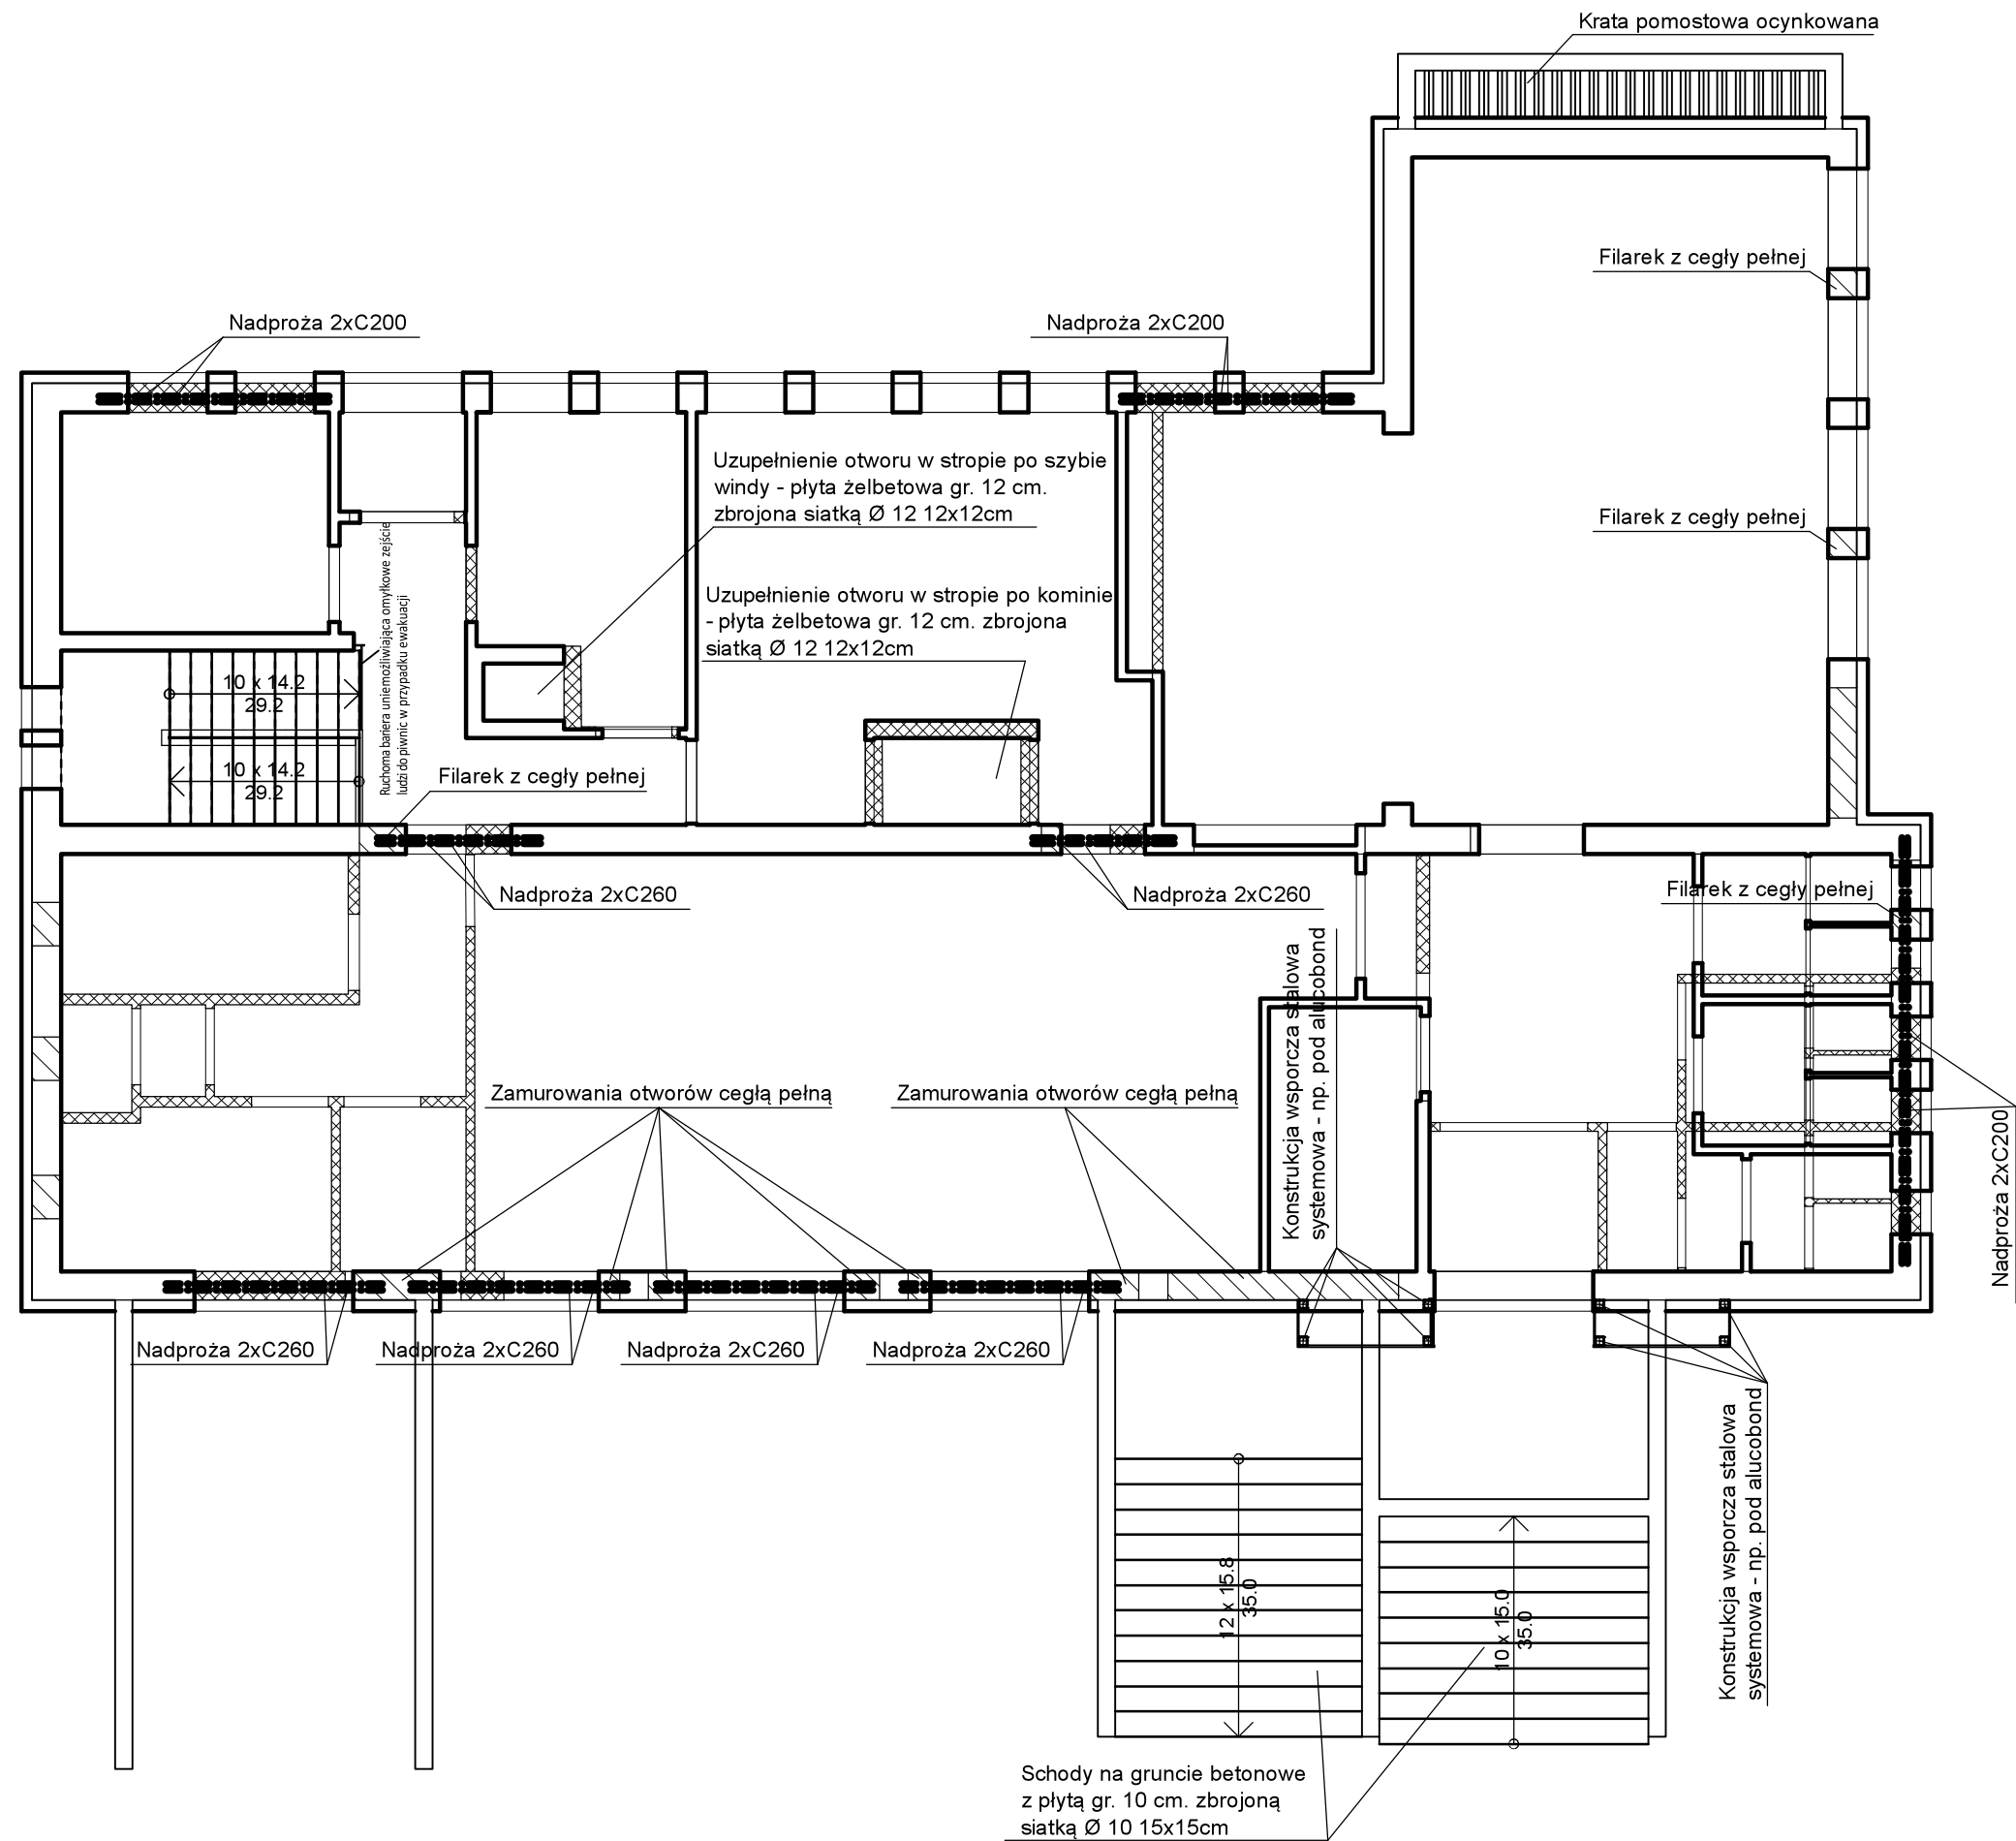 Krata pomostowa ocynkowana
Filarek z cegły pełnej
Nadproża 2xC200
Nadproża 2xC200
Uzupełnienie otworu w stropie po szybie
windy - płyta żelbetowa gr. 12 cm.
zbrojona siatką Ø 12 12x12cm
Filarek z cegły pełnej
Ruchoma bariera uniemożliwiająca omyłkowe zejście
ludzi do piwnic w przypadku ewakuacji
Uzupełnienie otworu w stropie po kominie
- płyta żelbetowa gr. 12 cm. zbrojona
siatką Ø 12 12x12cm
10 x 14.2
29.2
10 x 14.2
29.2
Filarek z cegły pełnej
Nadproża 2xC260
Nadproża 2xC260
Filarek z cegły pełnej
Konstrukcja wsporcza stalowa
systemowa - np. pod alucobond
Zamurowania otworów cegłą pełną
Zamurowania otworów cegłą pełną
Nadproża 2xC200
Nadproża 2xC260
Nadproża 2xC260
Nadproża 2xC260
Nadproża 2xC260
Konstrukcja wsporcza stalowa
systemowa - np. pod alucobond
12 x 15.8
35.0
10 x 15.0
35.0
Schody na gruncie betonowe
z płytą gr. 10 cm. zbrojoną
siatką Ø 10 15x15cm